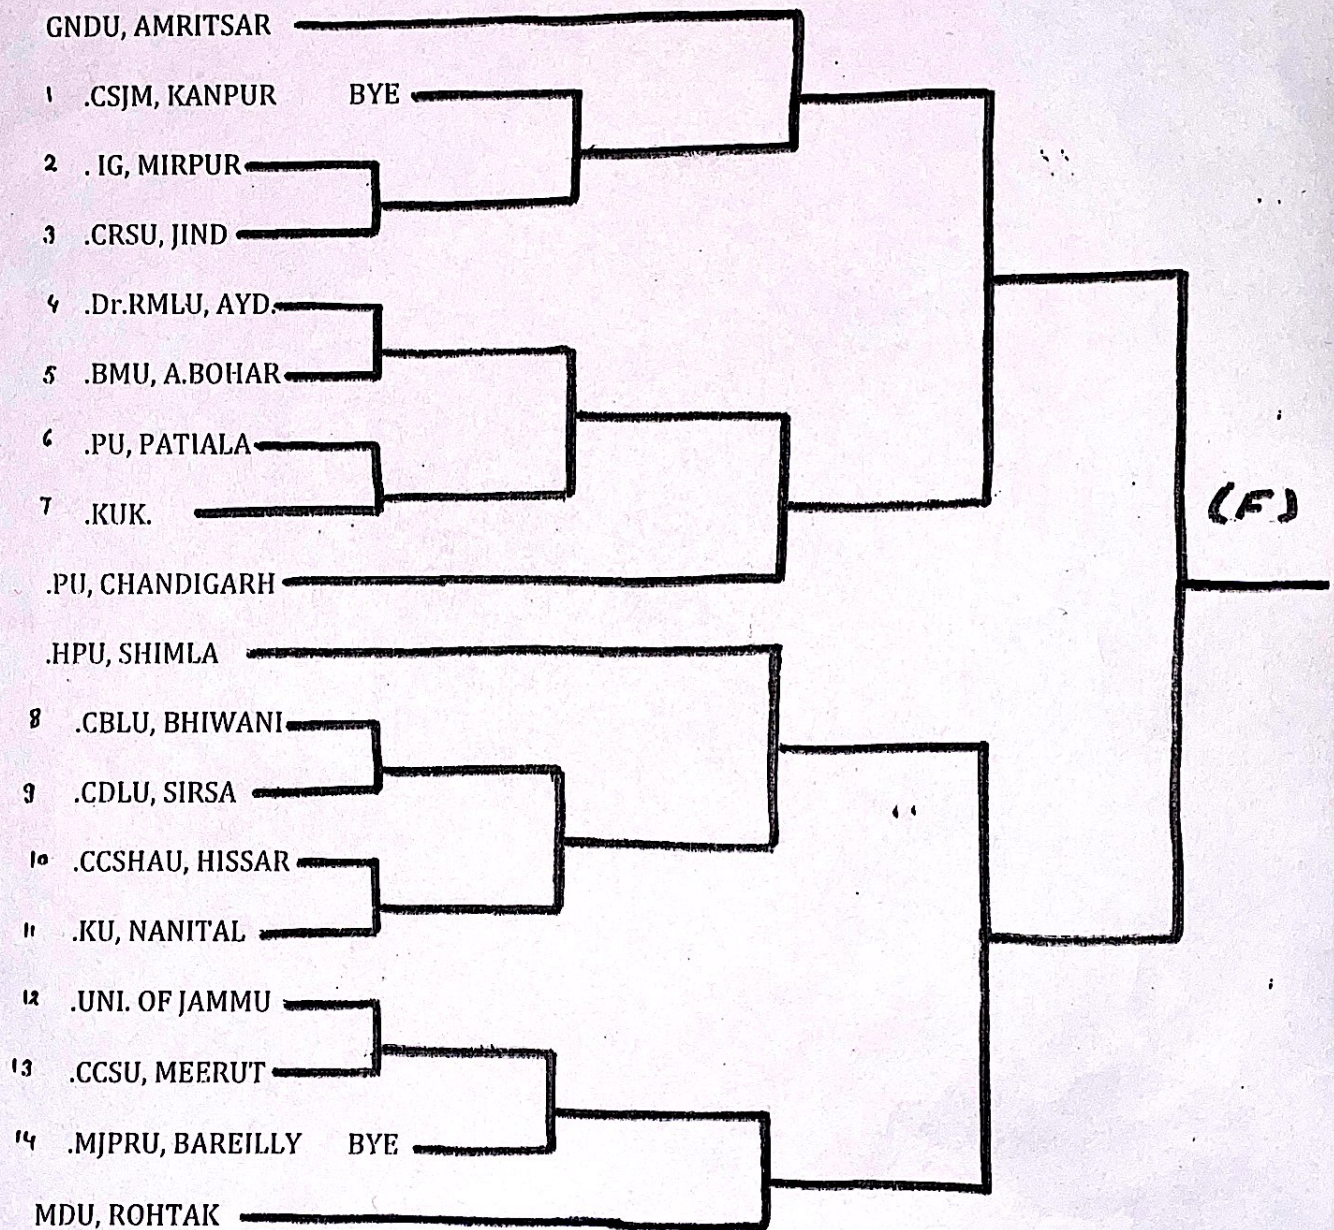 GNDU, AMRITSAR
1 .CSJM, KANPUR BYE
2 . IG, MIRPUR
3 .CRSU, JIND
4 .Dr.RMLU, AYD.
5 .BMU, A.BOHAR
6 .PU, PATIALA
7 .KUK.
(F)
.PU, CHANDIGARH
.HPU, SHIMLA
8 .CBLU, BHIWANI
9 .CDLU, SIRSA
10 .CCSHAU, HISSAR
11 .KU, NANITAL
12 .UNI. OF JAMMU
13 .CCSU, MEERUT
14 .MJPRU, BAREILLY BYE
MDU, ROHTAK